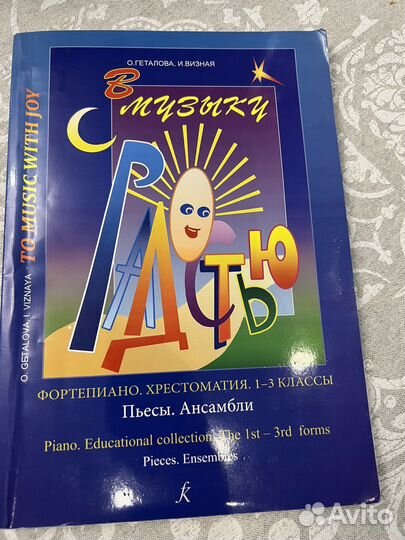 О.ГЕТАЛОВА, И.ВИЗНАЯ
В
МУЗЫКУ
С
РАДОСТЬЮ
O. GETALOVA, I. VIZNAYA TO MUSIC WITH JOY
ФОРТЕПИАНО. ХРЕСТОМАТИЯ. 1–3 КЛАССЫ
Пьесы. Ансамбли
Piano. Educational collection. The 1st – 3rd forms
Pieces. Ensembles
Avito